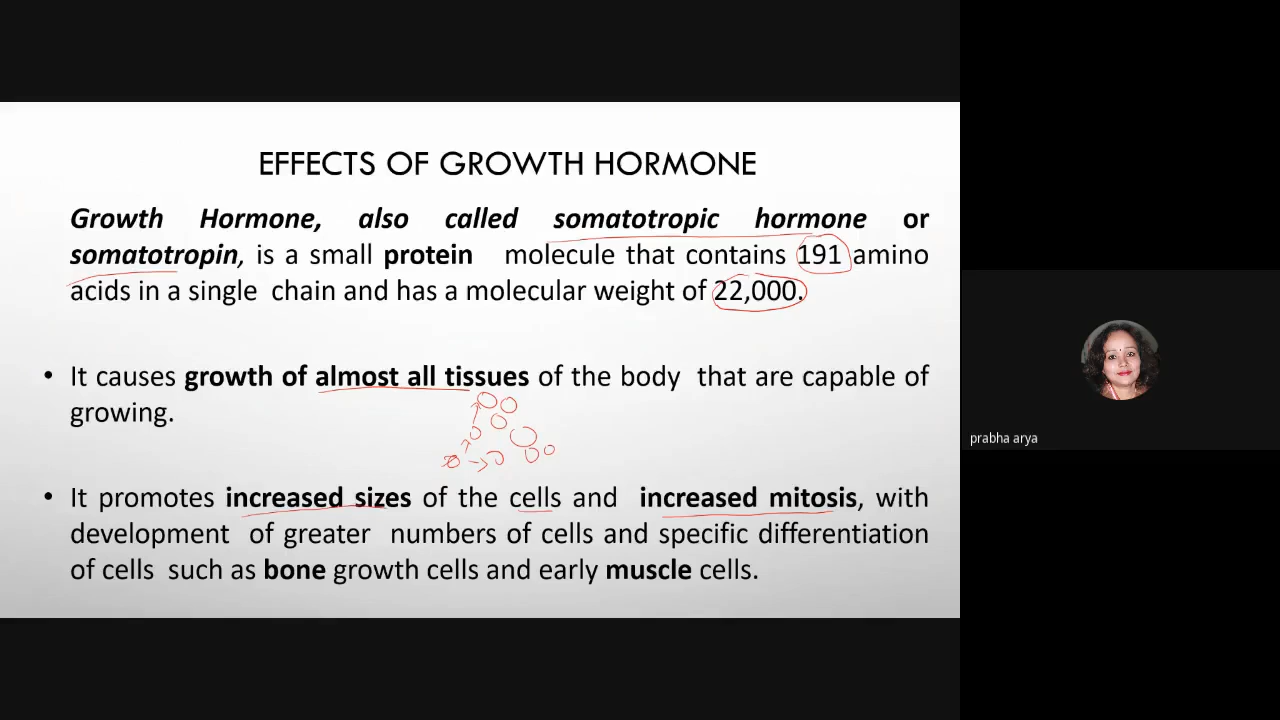 EFFECTS OF GROWTH HORMONE
Growth Hormone, also called somatotropic hormone or
somatotropin, is a small protein molecule that contains 191 amino
acids in a single chain and has a molecular weight of 22,000.
• It causes growth of almost all tissues of the body that are capable of
growing.
• It promotes increased sizes of the cells and increased mitosis, with
development of greater numbers of cells and specific differentiation
of cells such as bone growth cells and early muscle cells.
prabha arya